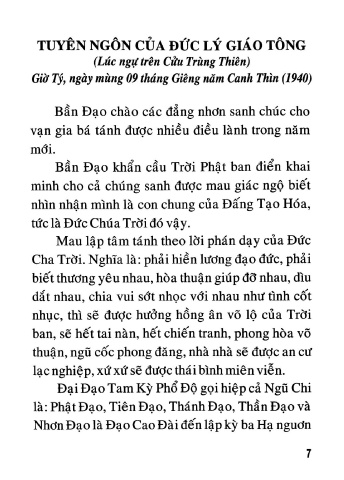 TUYÊN NGÔN CỦA ĐỨC LÝ GIÁO TÔNG
(Lúc ngự trên Cửu Trùng Thiên)
Giờ Tý, ngày mùng 09 tháng Giêng năm Canh Thìn (1940)
Bần Đạo chào các đẳng nhơn sanh chúc cho
vạn gia bá tánh được nhiều điều lành trong năm
mới.
Bần Đạo khẩn cầu Trời Phật ban điển khai
minh cho cả chúng sanh được mau giác ngộ biết
nhìn nhận mình là con chung của Đấng Tạo Hóa,
tức là Đức Chúa Trời đó vậy.
Mau lập tâm tánh theo lời phán dạy của Đức
Cha Trời. Nghĩa là: phải hiền lương đạo đức, phải
biết thương yêu nhau, hòa thuận giúp đỡ nhau, dìu
dắt nhau, chia vui sớt nhọc với nhau như tình cốt
nhục, thì sẽ được hưởng hồng ân vô lộ của Trời
ban, sẽ hết tai nàn, hết chiến tranh, phong hòa võ
thuận, ngũ cốc phong đăng, nhà nhà sẽ được an cư
lạc nghiệp, xứ xứ sẽ được thái bình miên viễn.
Đại Đạo Tam Kỳ Phổ Độ gọi hiệp cả Ngũ Chi
là: Phật Đạo, Tiên Đạo, Thánh Đạo, Thần Đạo và
Nhơn Đạo là Đạo Cao Đài đến lập kỳ ba Hạ nguơn
7